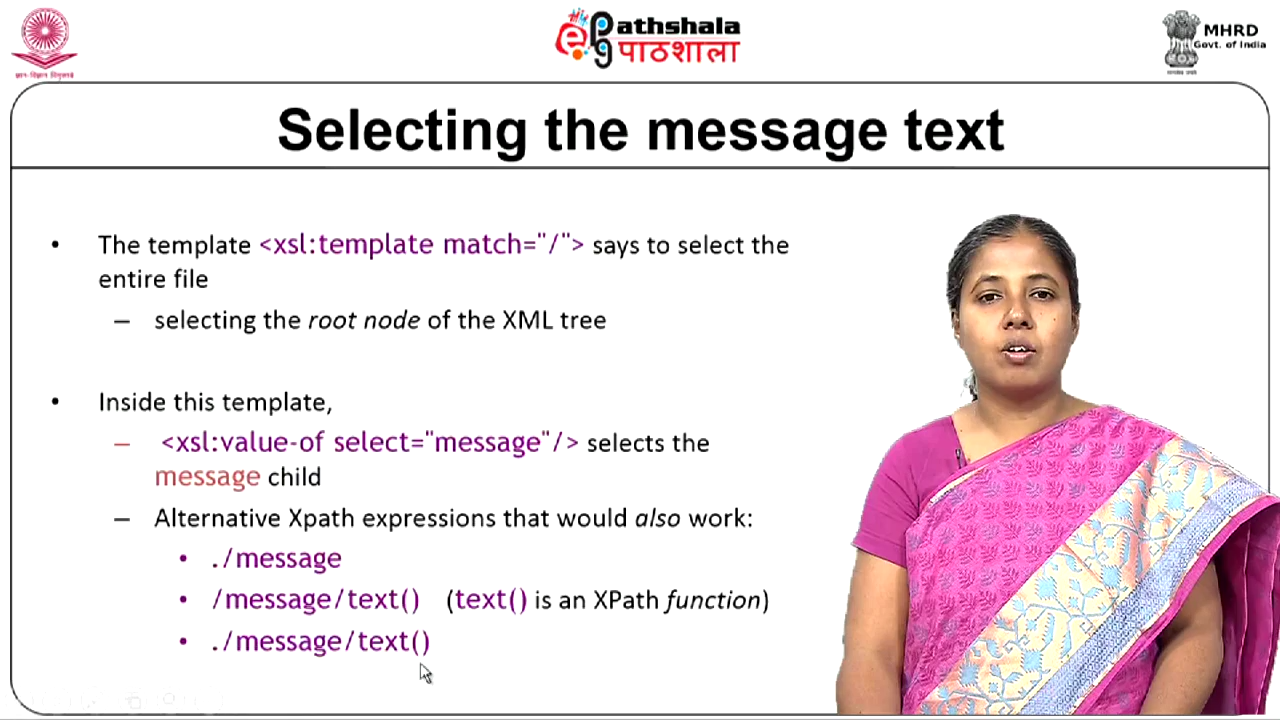 Pathshala
पाठशाला
MHRD
Govt. of India
Selecting the message text
• The template <xsl:template match="/"> says to select the
entire file
– selecting the root node of the XML tree
• Inside this template,
– <xsl:value-of select="message"/> selects the
message child
– Alternative Xpath expressions that would also work:
• ./message
• /message/text() (text() is an XPath function)
• ./message/text()